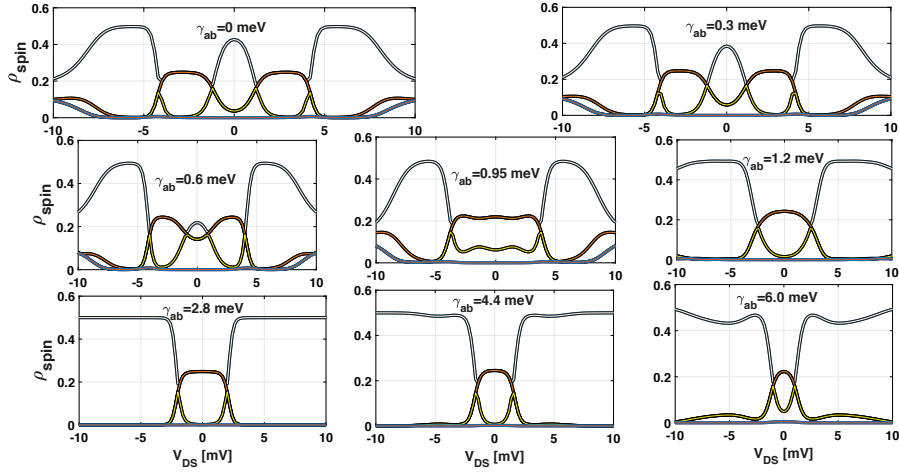 γab=0 meV
γab=0.3 meV
ρspin
0.6
0.4
0.2
0
-10 -5 0 5 10
0.6
0.4
0.2
0
-10 -5 0 5 10
γab=0.6 meV
γab=0.95 meV
γab=1.2 meV
ρspin
0.6
0.4
0.2
0
-10 -5 0 5 10
0.6
0.4
0.2
0
-10 -5 0 5 10
0.6
0.4
0.2
0
-10 -5 0 5 10
γab=2.8 meV
γab=4.4 meV
γab=6.0 meV
ρspin
0.6
0.4
0.2
0
-10 -5 0 5 10
VDS [mV]
0.6
0.4
0.2
0
-10 -5 0 5 10
VDS [mV]
0.6
0.4
0.2
0
-10 -5 0 5 10
VDS [mV]